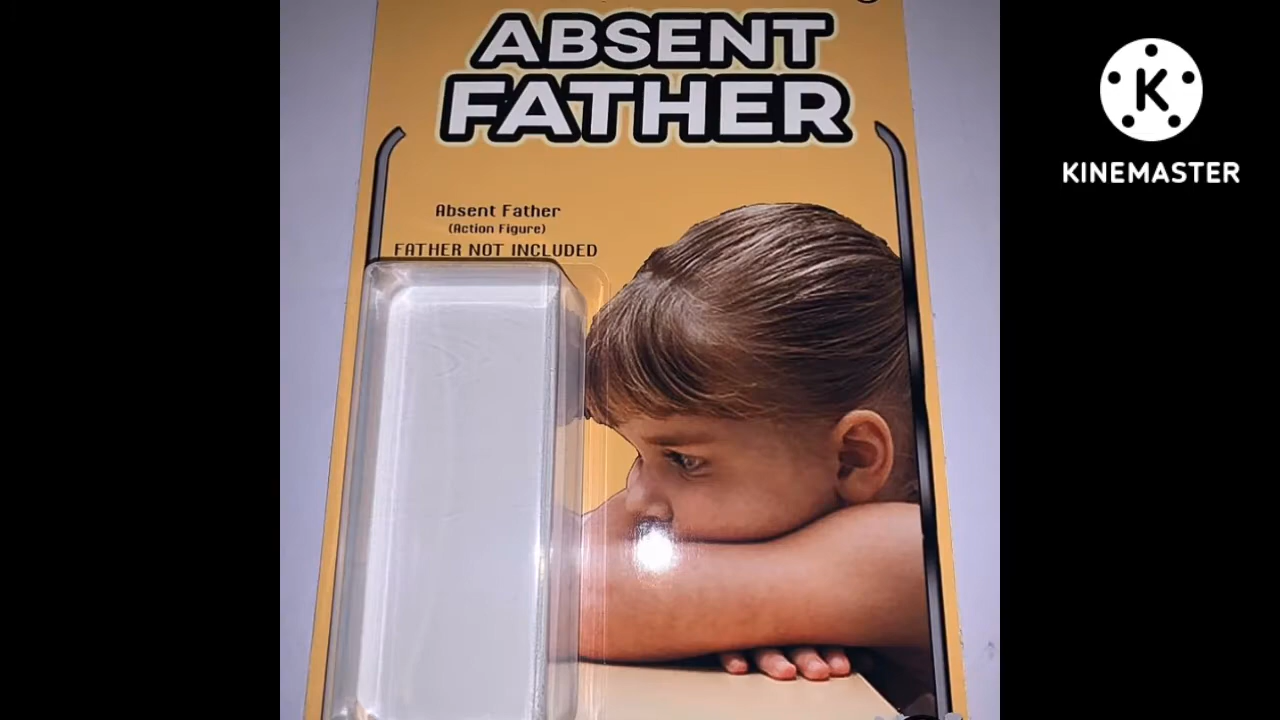 ABSENT
FATHER
Absent Father
(Action Figure)
FATHER NOT INCLUDED
K
KINEMASTER